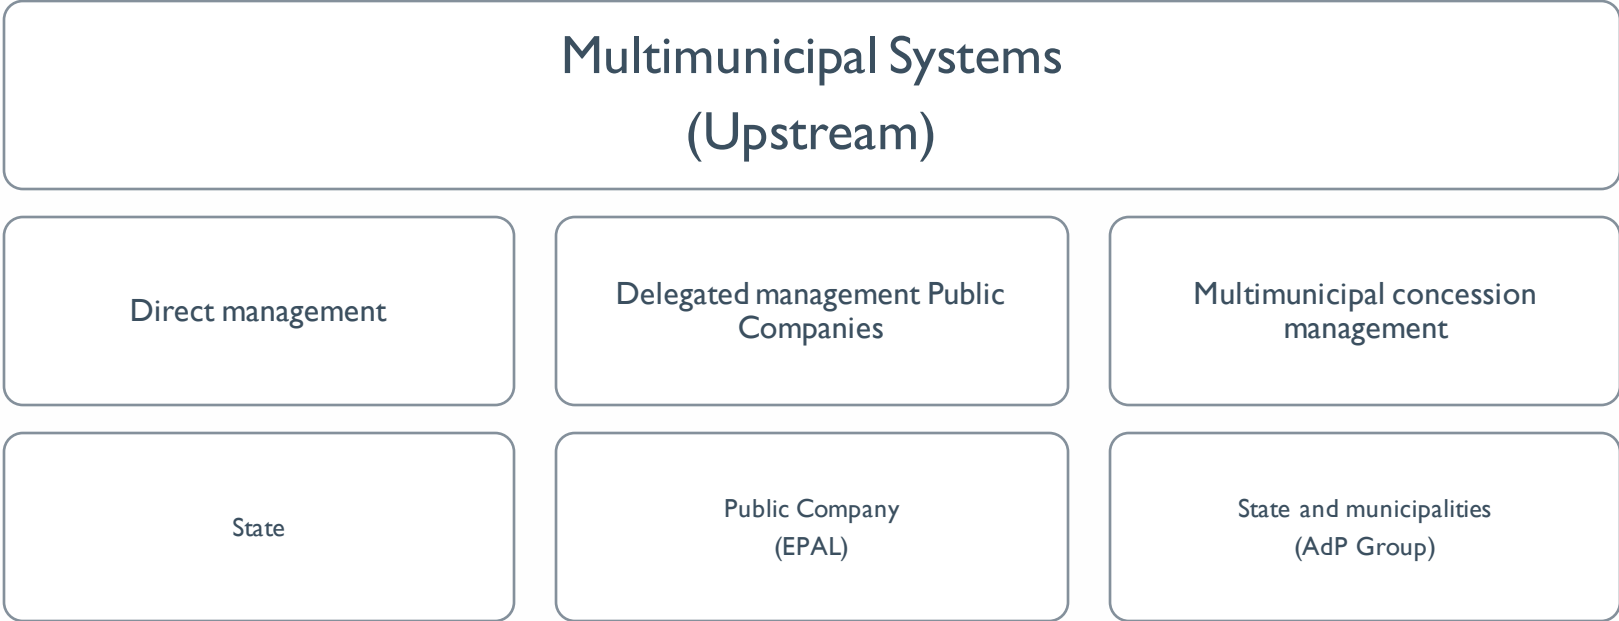 Multimunicipal Systems
(Upstream)
Direct management
Delegated management Public
Companies
Multimunicipal concession
management
State
Public Company
(EPAL)
State and municipalities
(AdP Group)